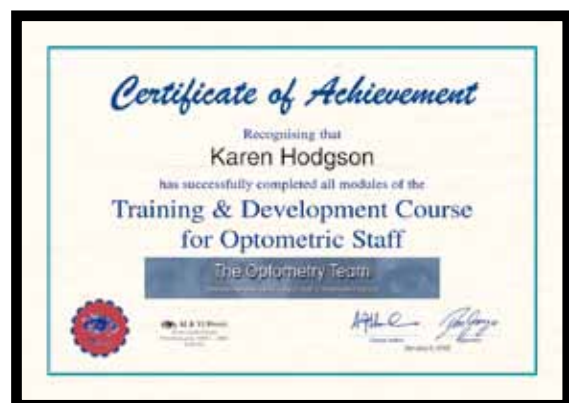 Certificate of Achievement
Recognising that
Karen Hodgson
has successfully completed all modules of the
Training & Development Course
for Optometric Staff
The Optometry Team